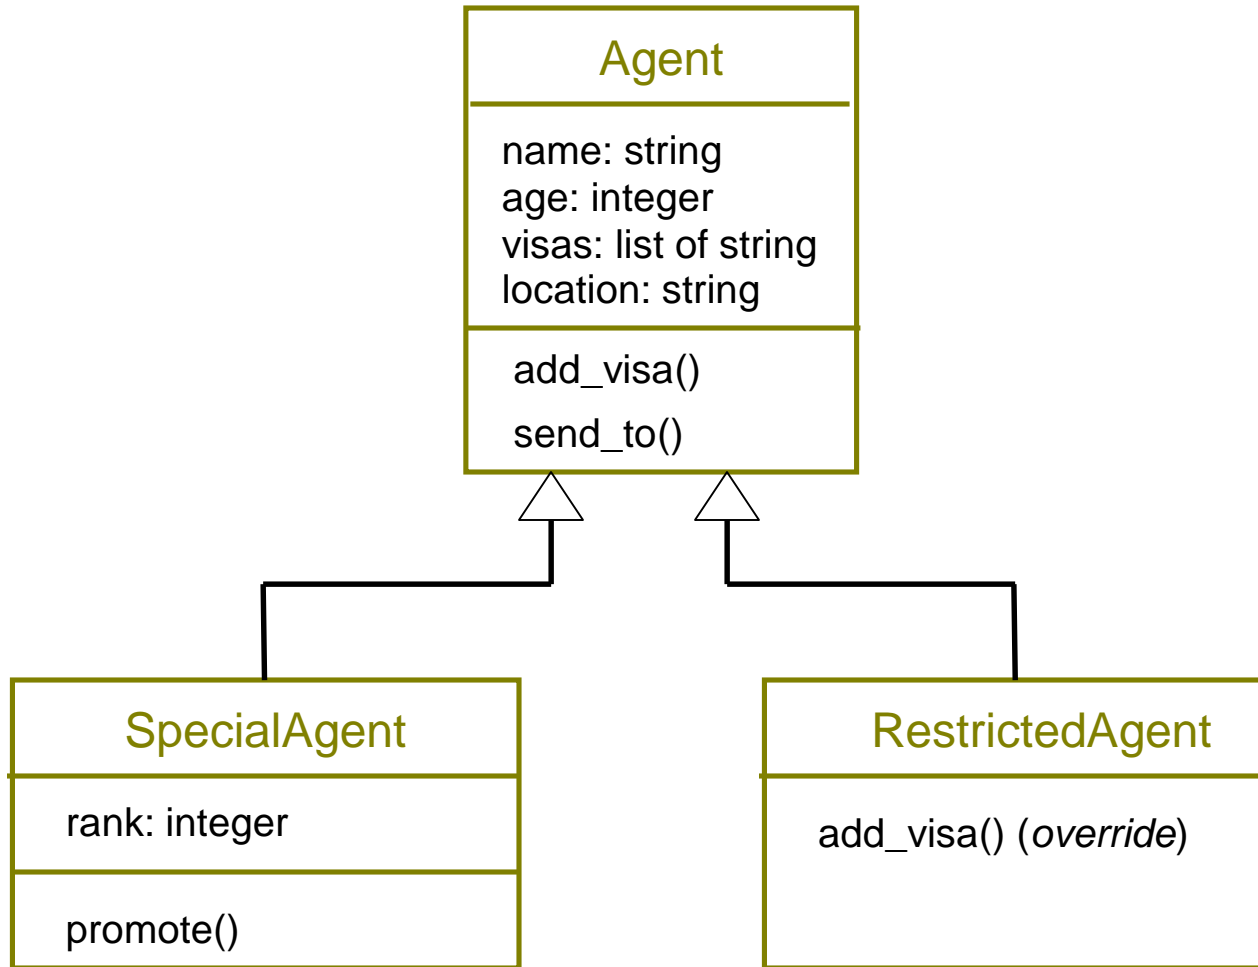 Agent
name: string
age: integer
visas: list of string
location: string
add_visa()
send_to()
SpecialAgent
rank: integer
promote()
RestrictedAgent
add_visa() (override)